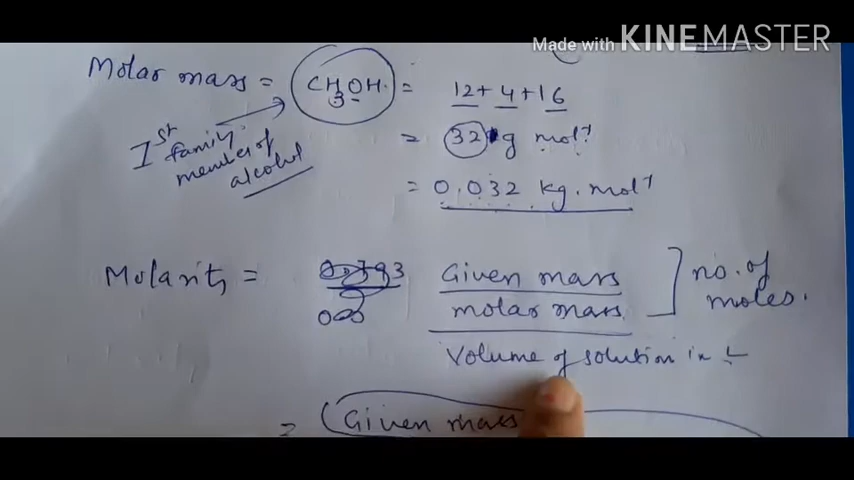 Made with KINEMASTER
Molar mass = CH3OH. = 12 + 4 + 16
= 32 g mol-1
= 0.032 kg. mol-1
Ist family member of alcohol
Molarity = Given mass / molar mass ] no. of moles.
Volume of solution in L
= (Given mass